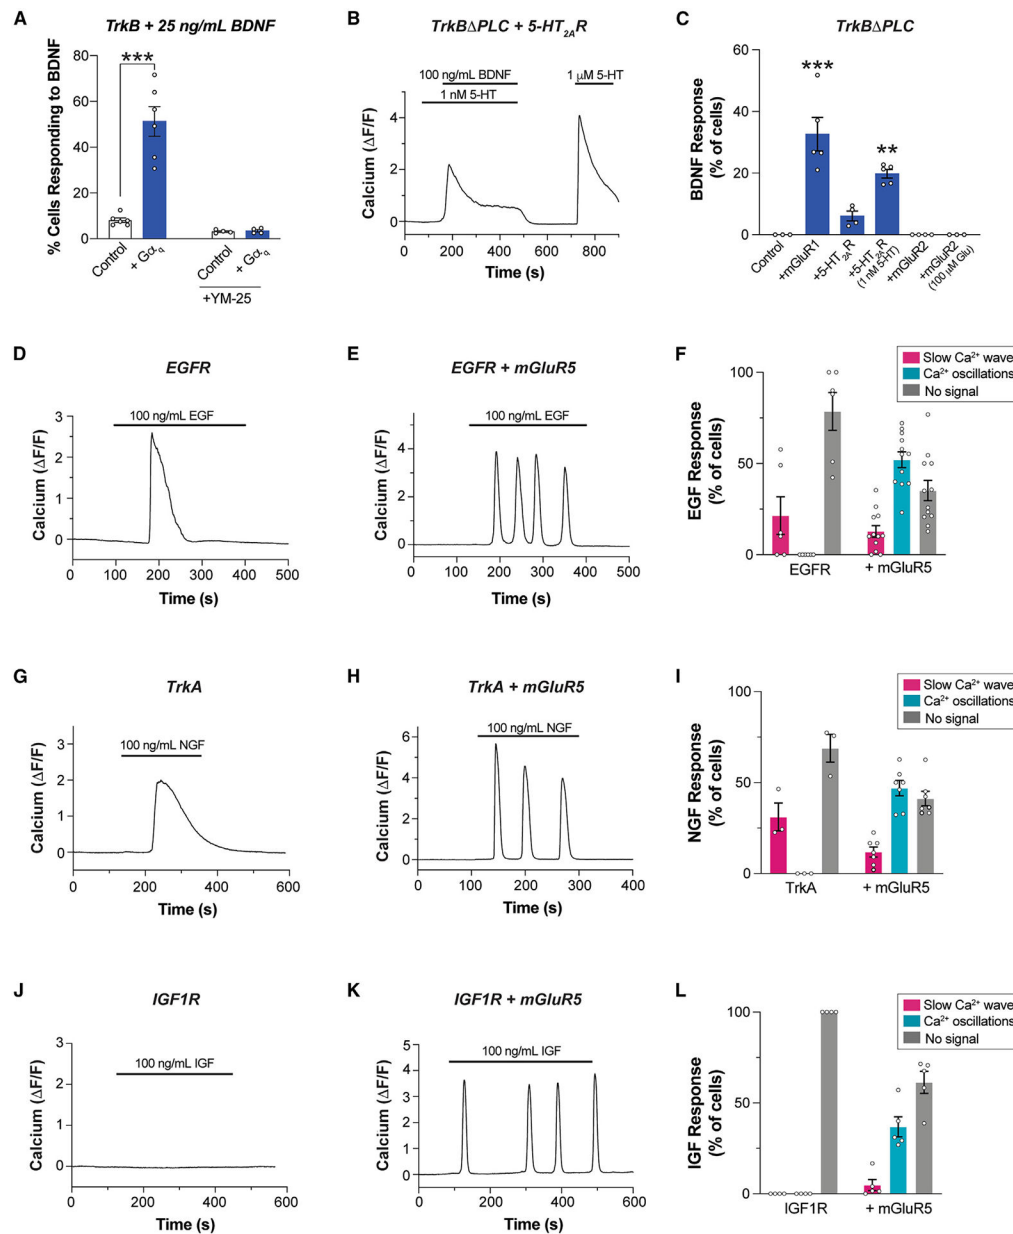 A
TrkB + 25 ng/mL BDNF
% Cells Responding to BDNF
80
60
40
20
0
***
Control
+ Gαq
Control
+ Gαq
+YM-25
B
TrkBΔPLC + 5-HT2AR
100 ng/mL BDNF
1 nM 5-HT
1 μM 5-HT
Calcium (ΔF/F)
6
4
2
0
0 200 400 600 800
Time (s)
C
TrkBΔPLC
BDNF Response
(% of cells)
60
40
20
0
***
**
Control
+mGluR1
+5-HT2AR
+5-HT2AR
(1 nM 5-HT)
+mGluR2
+mGluR2
(100 μM Glu)
D
EGFR
100 ng/mL EGF
Calcium (ΔF/F)
3
2
1
0
0 100 200 300 400 500
Time (s)
E
EGFR + mGluR5
100 ng/mL EGF
Calcium (ΔF/F)
4
2
0
0 100 200 300 400 500
Time (s)
F
Slow Ca2+ wave
Ca2+ oscillations
No signal
EGF Response
(% of cells)
100
50
0
EGFR
+ mGluR5
G
TrkA
100 ng/mL NGF
Calcium (ΔF/F)
3
2
1
0
0 200 400 600
Time (s)
H
TrkA + mGluR5
100 ng/mL NGF
Calcium (ΔF/F)
6
4
2
0
0 100 200 300 400
Time (s)
I
Slow Ca2+ wave
Ca2+ oscillations
No signal
NGF Response
(% of cells)
100
50
0
TrkA
+ mGluR5
J
IGF1R
100 ng/mL IGF
Calcium (ΔF/F)
3
2
1
0
0 200 400 600
Time (s)
K
IGF1R + mGluR5
100 ng/mL IGF
Calcium (ΔF/F)
5
4
3
2
1
0
0 200 400 600
Time (s)
L
Slow Ca2+ wave
Ca2+ oscillations
No signal
IGF Response
(% of cells)
100
50
0
IGF1R
+ mGluR5